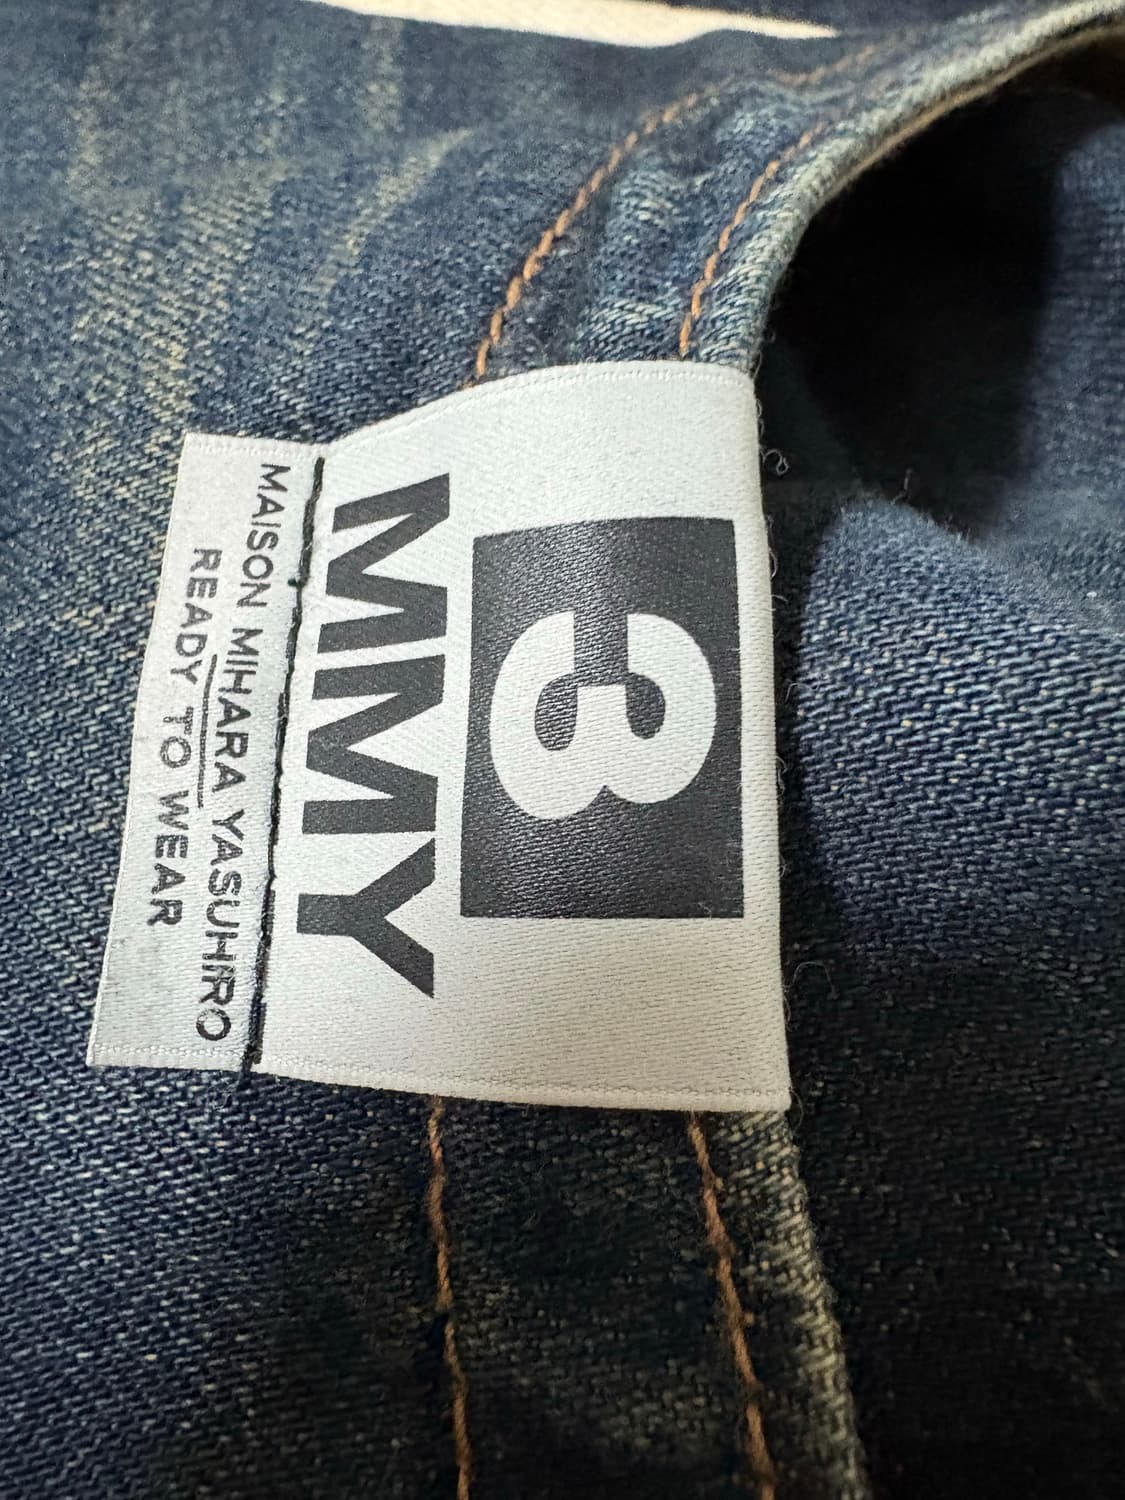 3
MMY
MAISON MIHARA YASUHIRO
READY TO WEAR